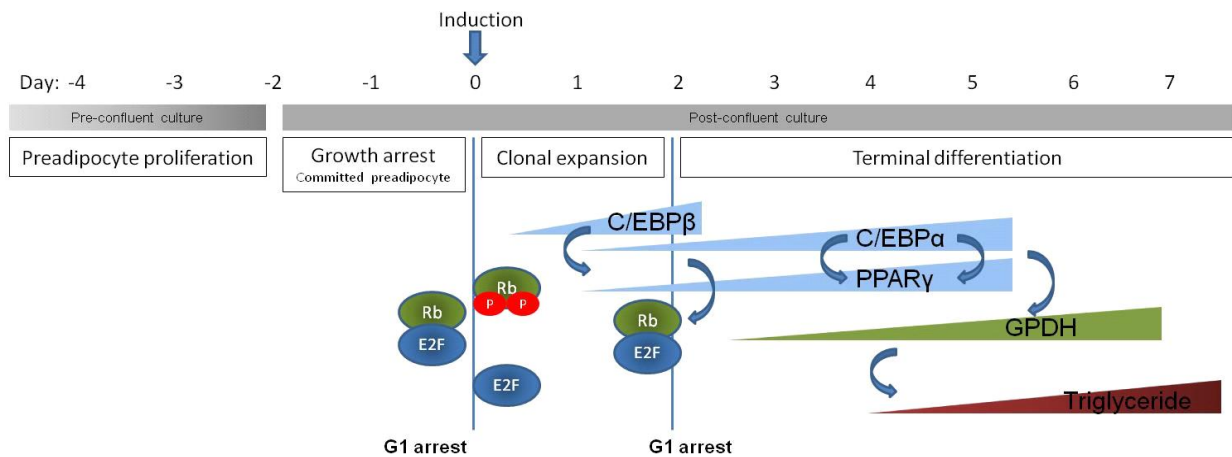 Induction
Day: -4 -3 -2 -1 0 1 2 3 4 5 6 7
Pre-confluent culture
Post-confluent culture
Preadipocyte proliferation
Growth arrest
Committed preadipocyte
Clonal expansion
Terminal differentiation
C/EBPβ
C/EBPα
PPARγ
Rb
P P
Rb
E2F
Rb
E2F
E2F
GPDH
Triglyceride
G1 arrest
G1 arrest